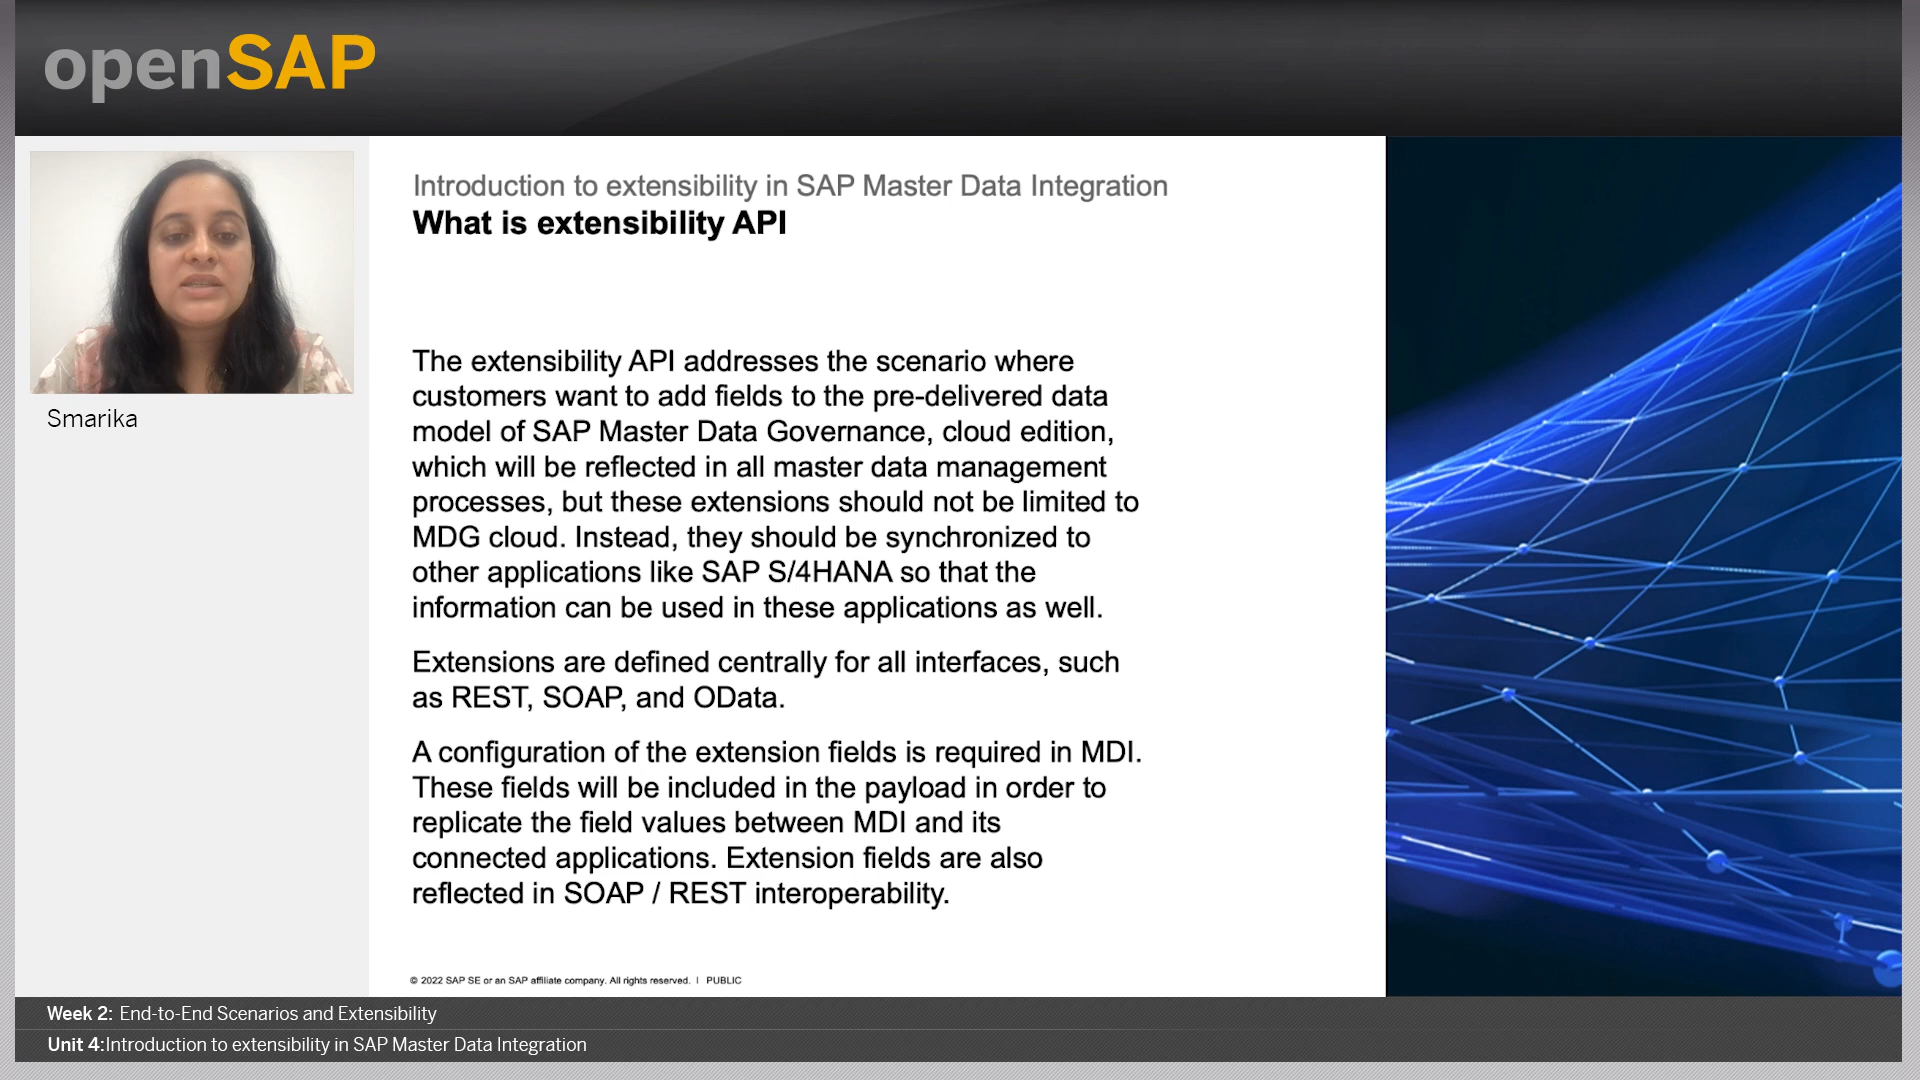 openSAP
Smarika
Introduction to extensibility in SAP Master Data Integration
What is extensibility API
The extensibility API addresses the scenario where
customers want to add fields to the pre-delivered data
model of SAP Master Data Governance, cloud edition,
which will be reflected in all master data management
processes, but these extensions should not be limited to
MDG cloud. Instead, they should be synchronized to
other applications like SAP S/4HANA so that the
information can be used in these applications as well.
Extensions are defined centrally for all interfaces, such
as REST, SOAP, and OData.
A configuration of the extension fields is required in MDI.
These fields will be included in the payload in order to
replicate the field values between MDI and its
connected applications. Extension fields are also
reflected in SOAP / REST interoperability.
© 2022 SAP SE or an SAP affiliate company. All rights reserved. | PUBLIC
Week 2: End-to-End Scenarios and Extensibility
Unit 4:Introduction to extensibility in SAP Master Data Integration